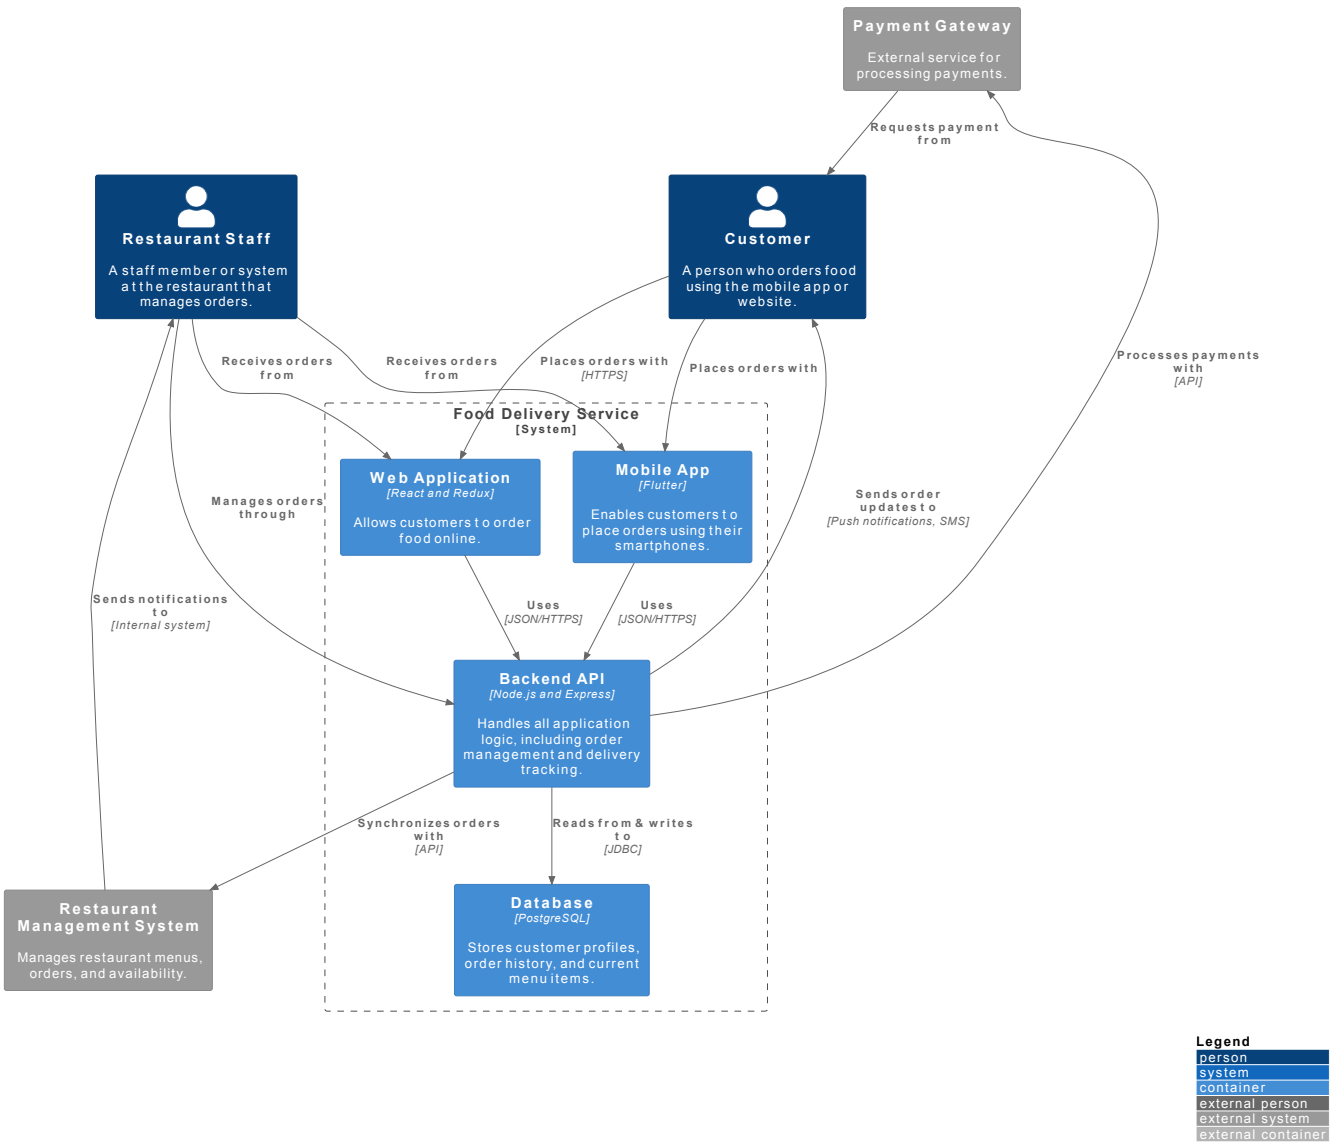 Payment Gateway
External service for
processing payments.
Requests payment
from
Restaurant Staff
A staff member or system
at the restaurant that
manages orders.
Customer
A person who orders food
using the mobile app or
website.
Receives orders
from
Receives orders
from
Places orders with
[HTTPS]
Places orders with
Processes payments
with
[API]
Food Delivery Service
[System]
Web Application
[React and Redux]
Allows customers to order
food online.
Mobile App
[Flutter]
Enables customers to
place orders using their
smartphones.
Manages orders
through
Sends order
updates to
[Push notifications, SMS]
Sends notifications
to
[Internal system]
Uses
[JSON/HTTPS]
Uses
[JSON/HTTPS]
Backend API
[Node.js and Express]
Handles all application
logic, including order
management and delivery
tracking.
Synchronizes orders
with
[API]
Reads from & writes
to
[JDBC]
Restaurant
Management System
Manages restaurant menus,
orders, and availability.
Database
[PostgreSQL]
Stores customer profiles,
order history, and current
menu items.
Legend
person
system
container
external person
external system
external container